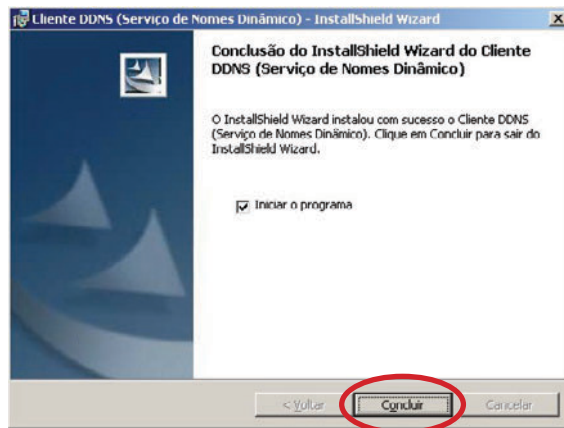 Cliente DDNS (Serviço de Nomes Dinâmico) - InstallShield Wizard
Conclusão do InstallShield Wizard do Cliente
DDNS (Serviço de Nomes Dinâmico)
O InstallShield Wizard instalou com sucesso o Cliente DDNS
(Serviço de Nomes Dinâmico). Clique em Concluir para sair do
InstallShield Wizard.
Iniciar o programa
< Voltar Concluir Cancelar